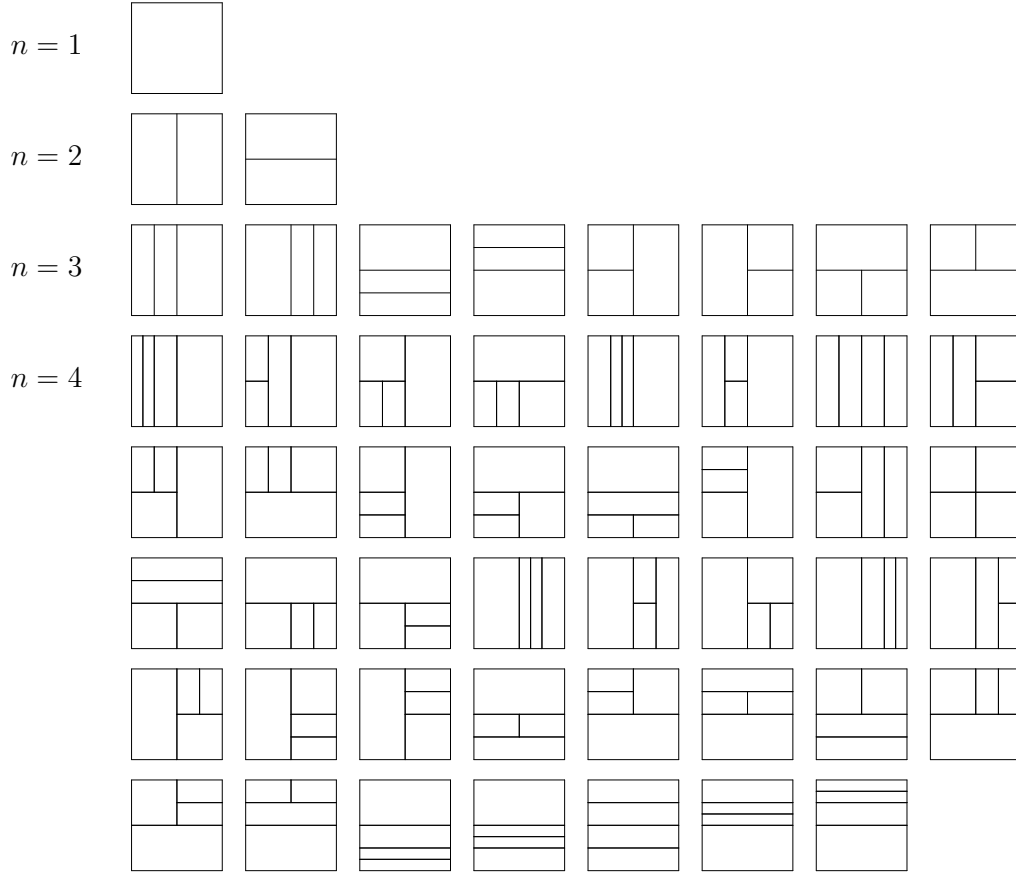 n = 1
n = 2
n = 3
n = 4